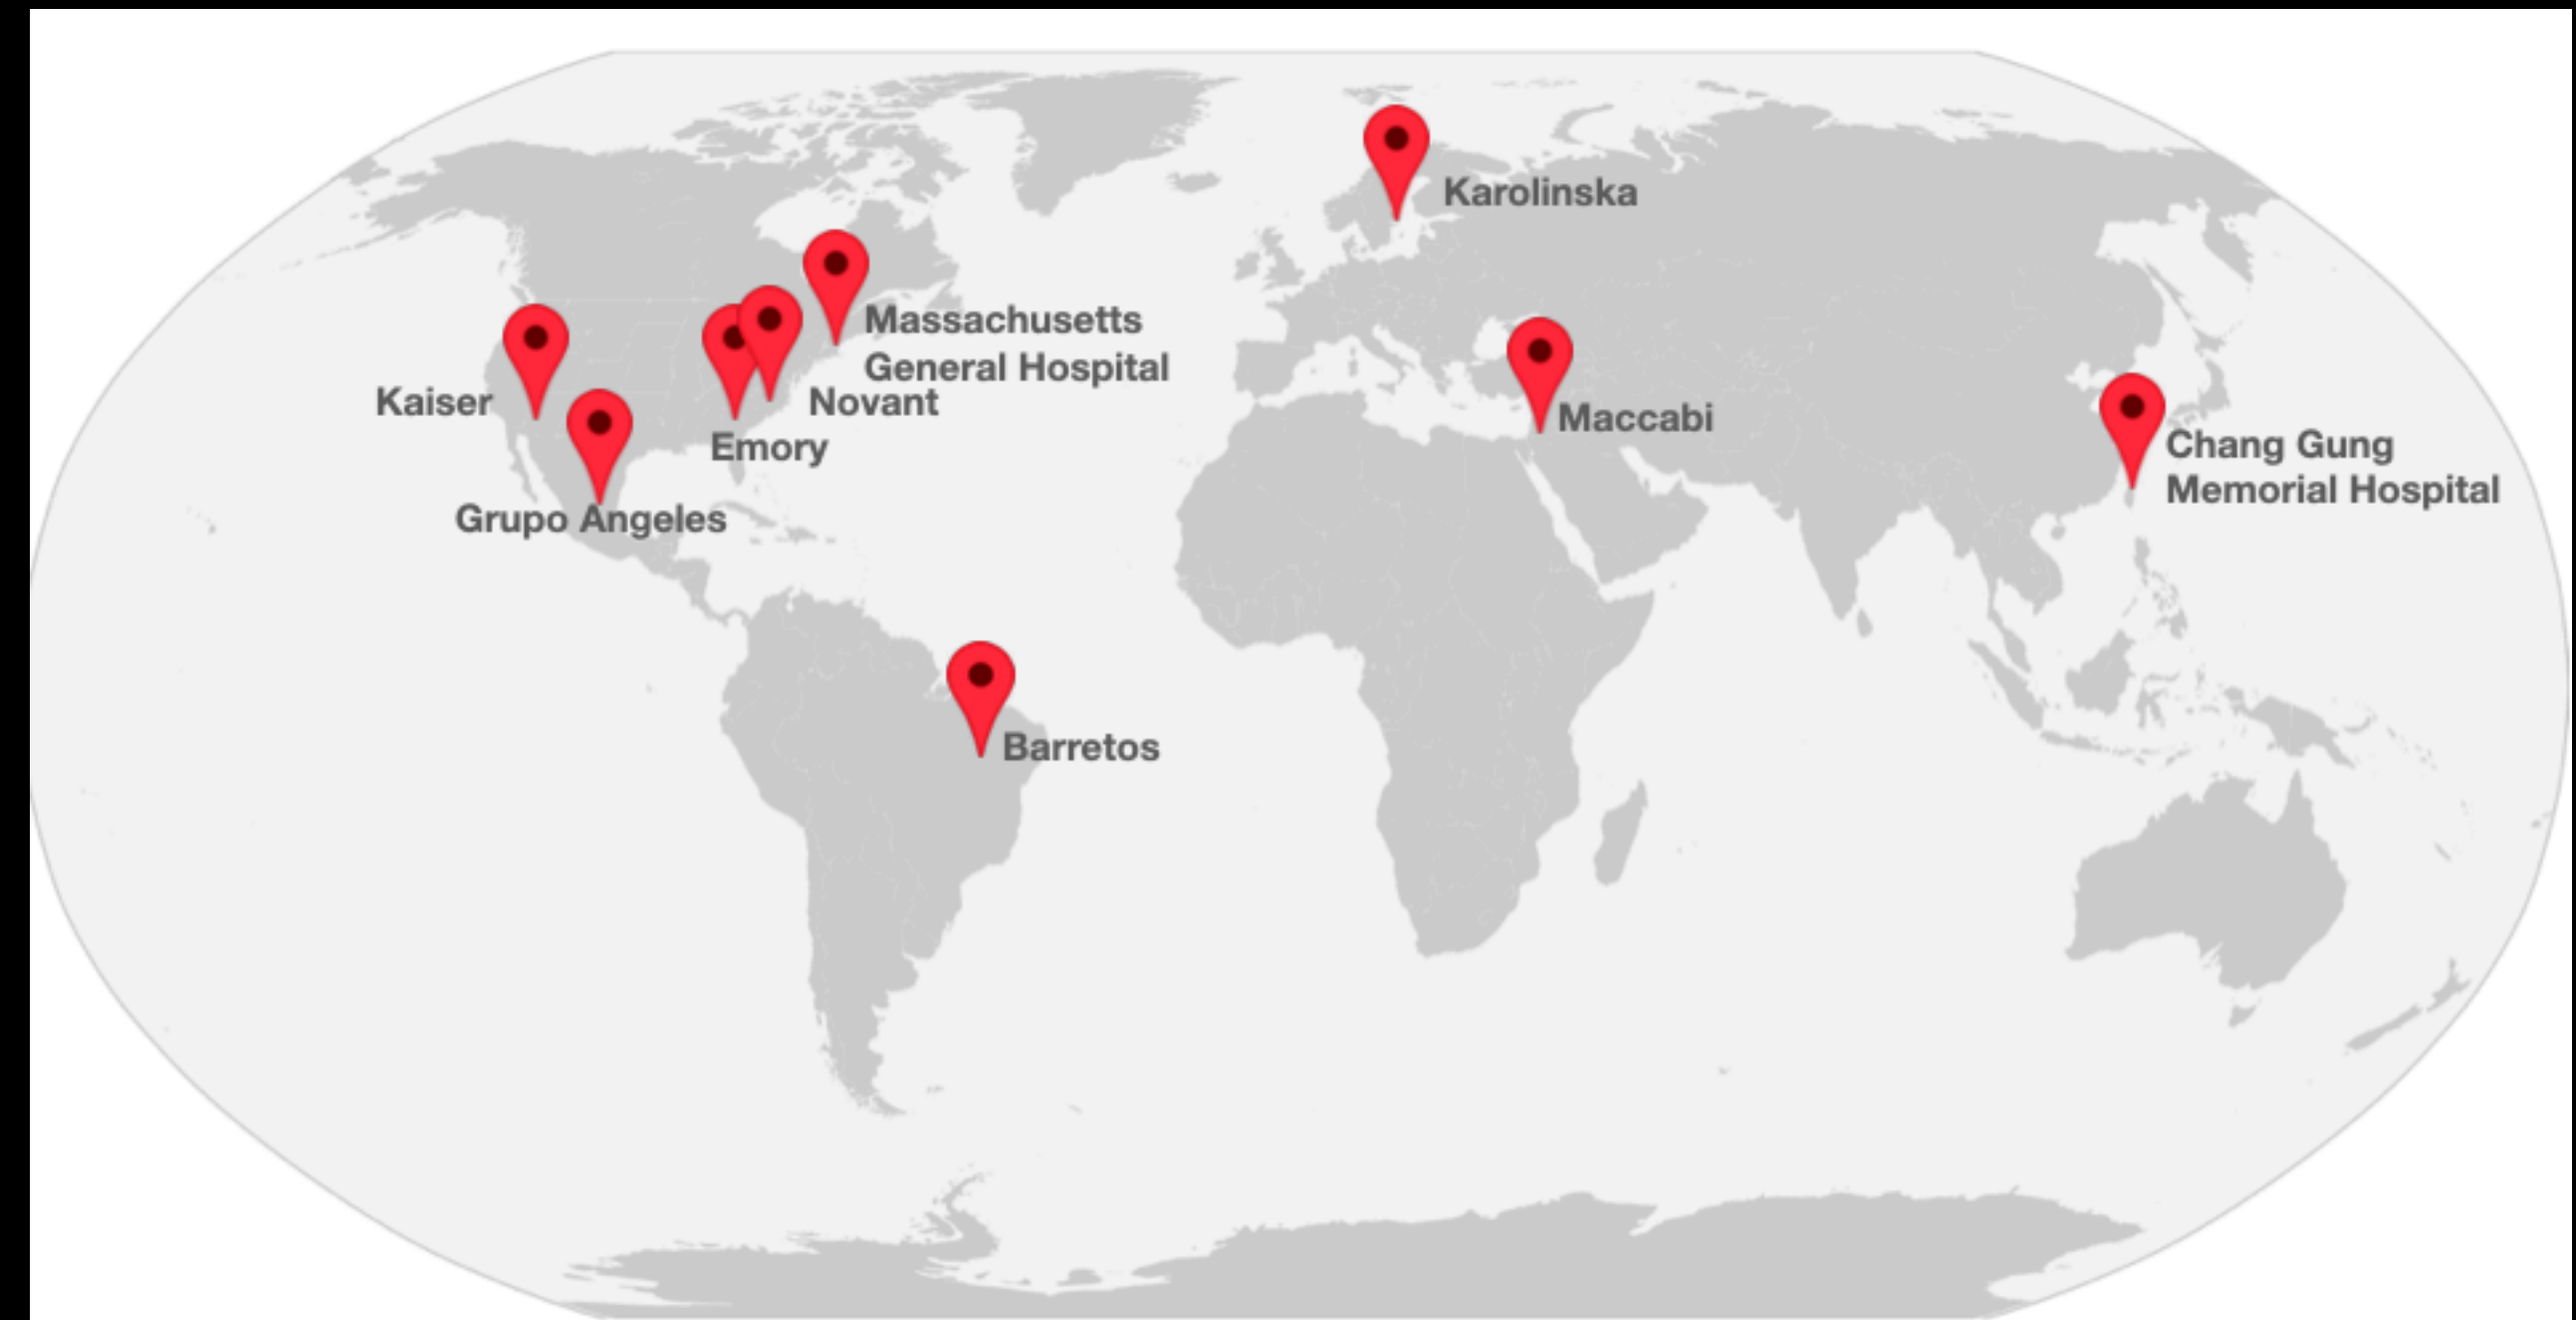 Karolinska
Massachusetts
General Hospital
Kaiser
Novant
Maccabi
Emory
Chang Gung
Memorial Hospital
Grupo Angeles
Barretos